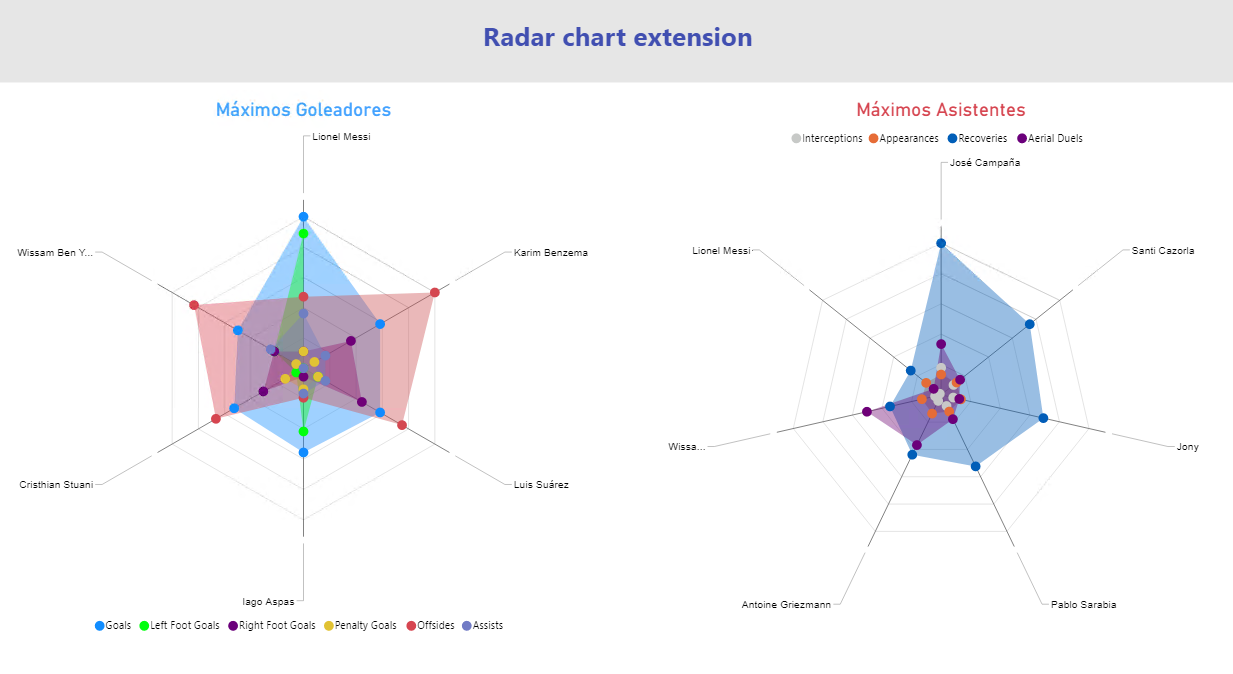 Radar chart extension
Máximos Goleadores
Lionel Messi
Karim Benzema
Wissam Ben Y...
Luis Suárez
Cristhian Stuani
Iago Aspas
Goals Left Foot Goals Right Foot Goals Penalty Goals Offsides Assists
Máximos Asistentes
Interceptions Appearances Recoveries Aerial Duels
José Campaña
Lionel Messi
Santi Cazorla
Wissa...
Jony
Antoine Griezmann
Pablo Sarabia